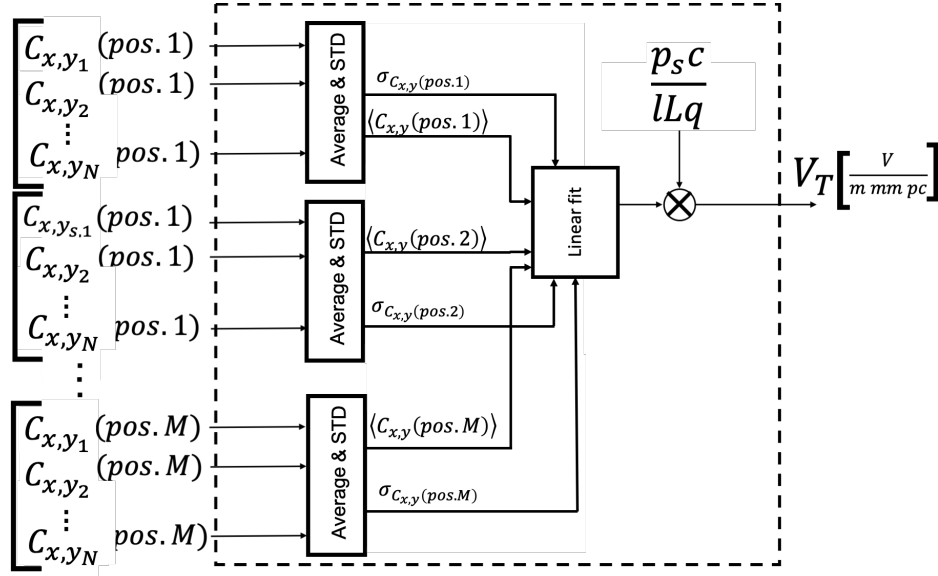 C_{x,y_1} (pos.1)
C_{x,y_2} (pos.1)
⋮
C_{x,y_N} pos.1)
C_{x,y_{s.1}} (pos.1)
C_{x,y_2} (pos.1)
⋮
C_{x,y_N} pos.1)
⋮
C_{x,y_1} (pos.M)
C_{x,y_2} (pos.M)
⋮
C_{x,y_N} pos.M)
Average & STD
Average & STD
Average & STD
σ_{C_{x,y}(pos.1)}
⟨C_{x,y}(pos.1)⟩
⟨C_{x,y}(pos.2)⟩
σ_{C_{x,y}(pos.2)}
⟨C_{x,y}(pos.M)⟩
σ_{C_{x,y}(pos.M)}
Linear fit
p_s c
lLq
V_T [V / m mm pc]